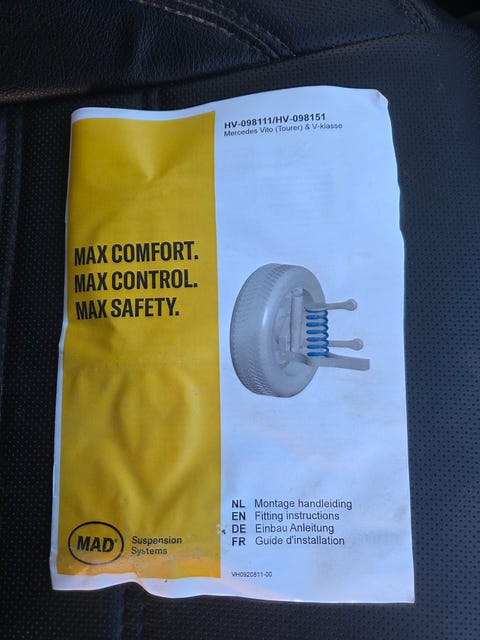 HV-098111/HV-098151
Mercedes Vito (Tourer) & V-klasse
MAX COMFORT.
MAX CONTROL.
MAX SAFETY.
NL Montage handleiding
EN Fitting instructions
DE Einbau Anleitung
FR Guide d'installation
MAD® Suspension
Systems
VH0920811-00